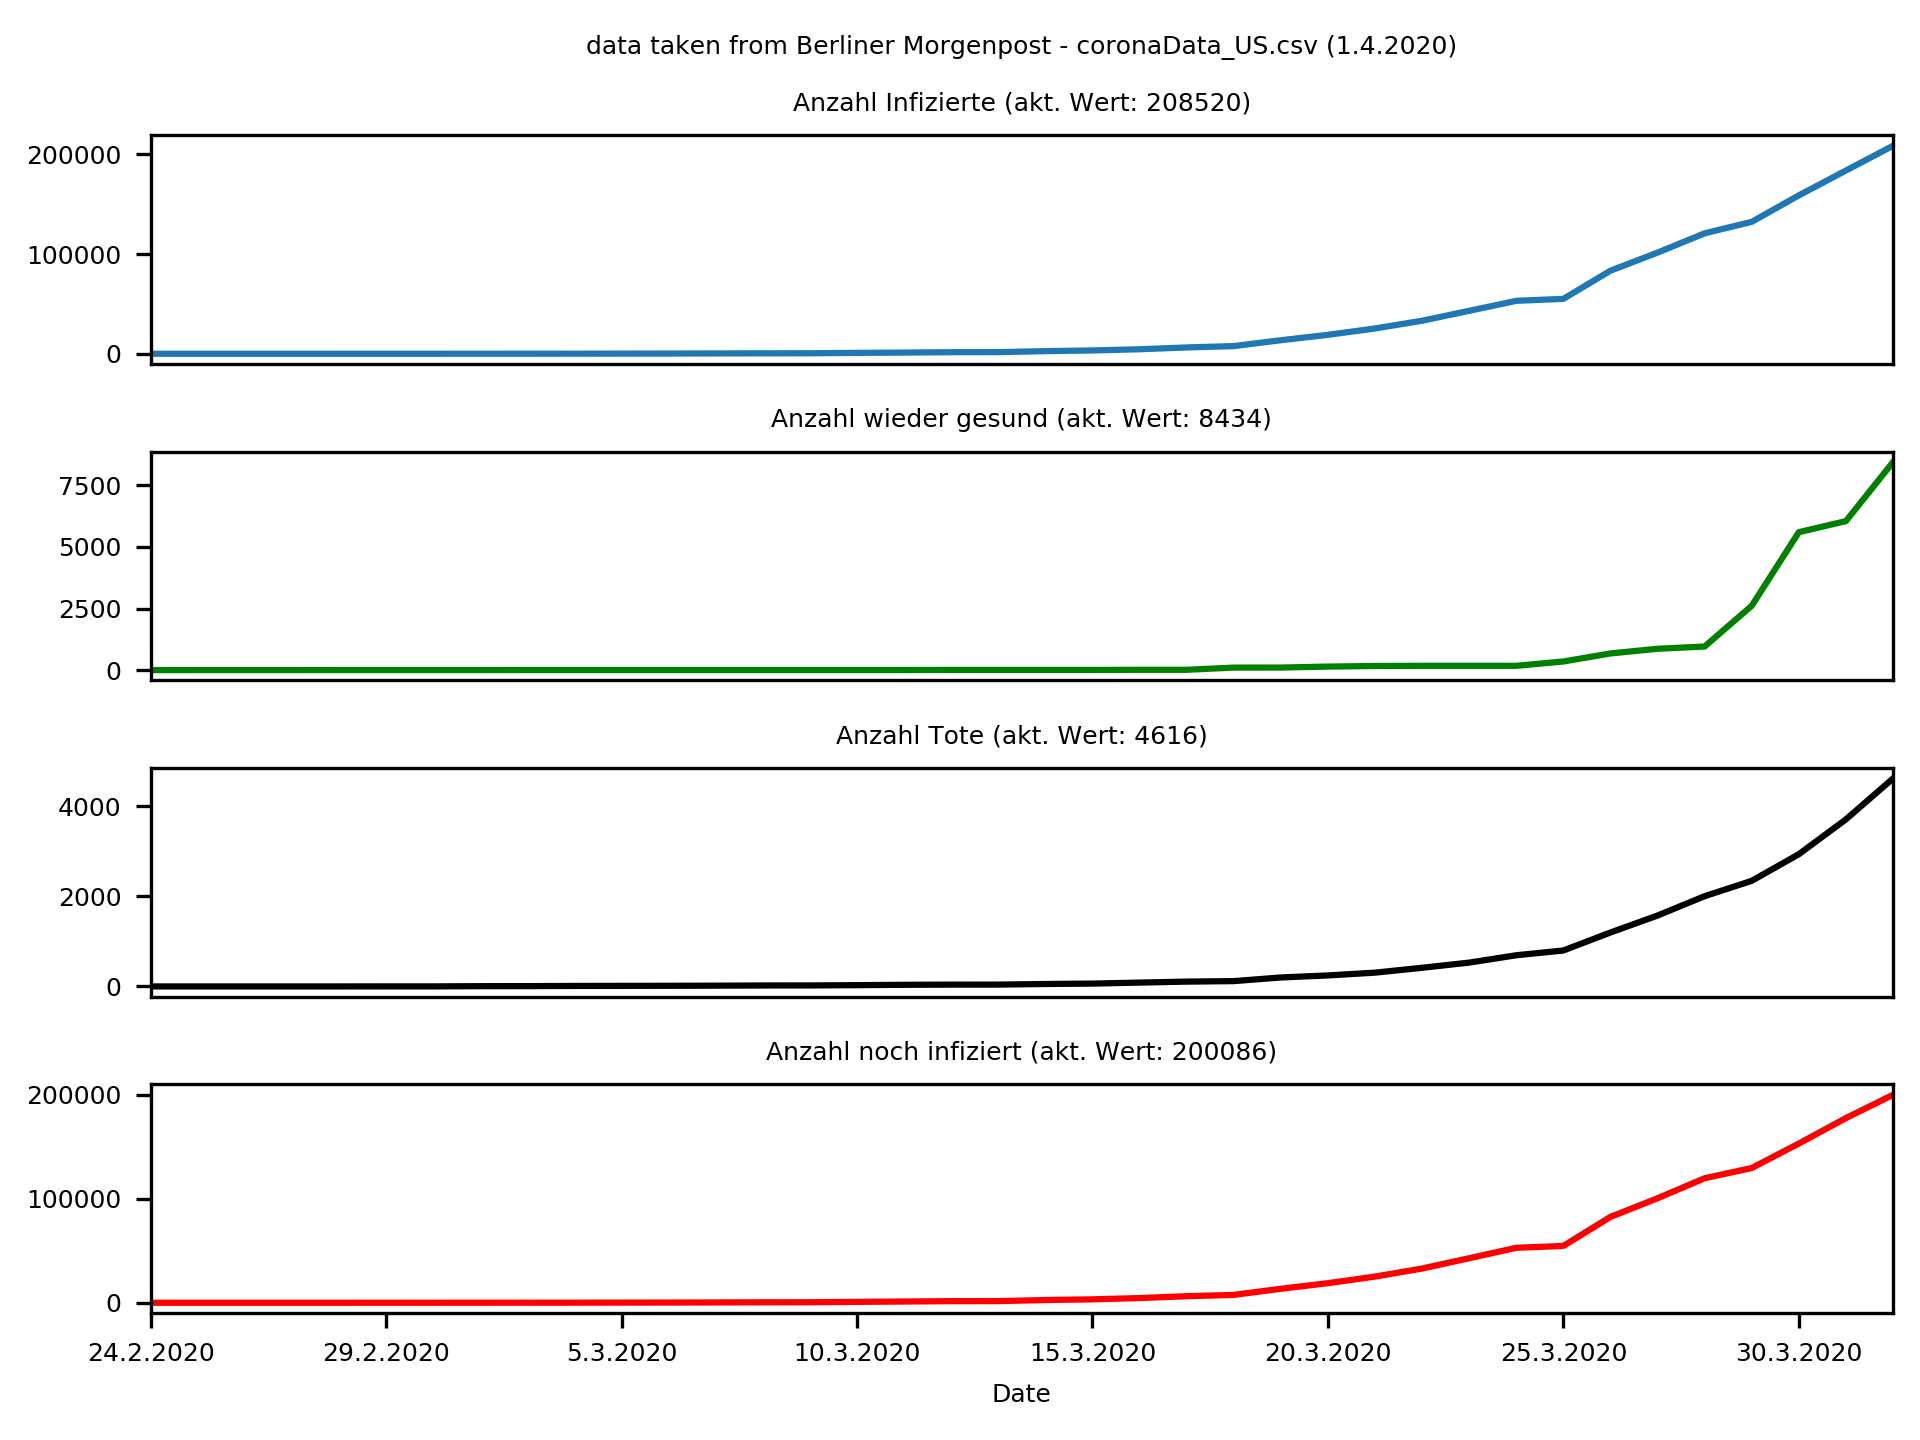 data taken from Berliner Morgenpost - coronaData_US.csv (1.4.2020)
Anzahl Infizierte (akt. Wert: 208520)
200000
100000
0
Anzahl wieder gesund (akt. Wert: 8434)
7500
5000
2500
0
Anzahl Tote (akt. Wert: 4616)
4000
2000
0
Anzahl noch infiziert (akt. Wert: 200086)
200000
100000
0
24.2.2020 29.2.2020 5.3.2020 10.3.2020 15.3.2020 20.3.2020 25.3.2020 30.3.2020
Date